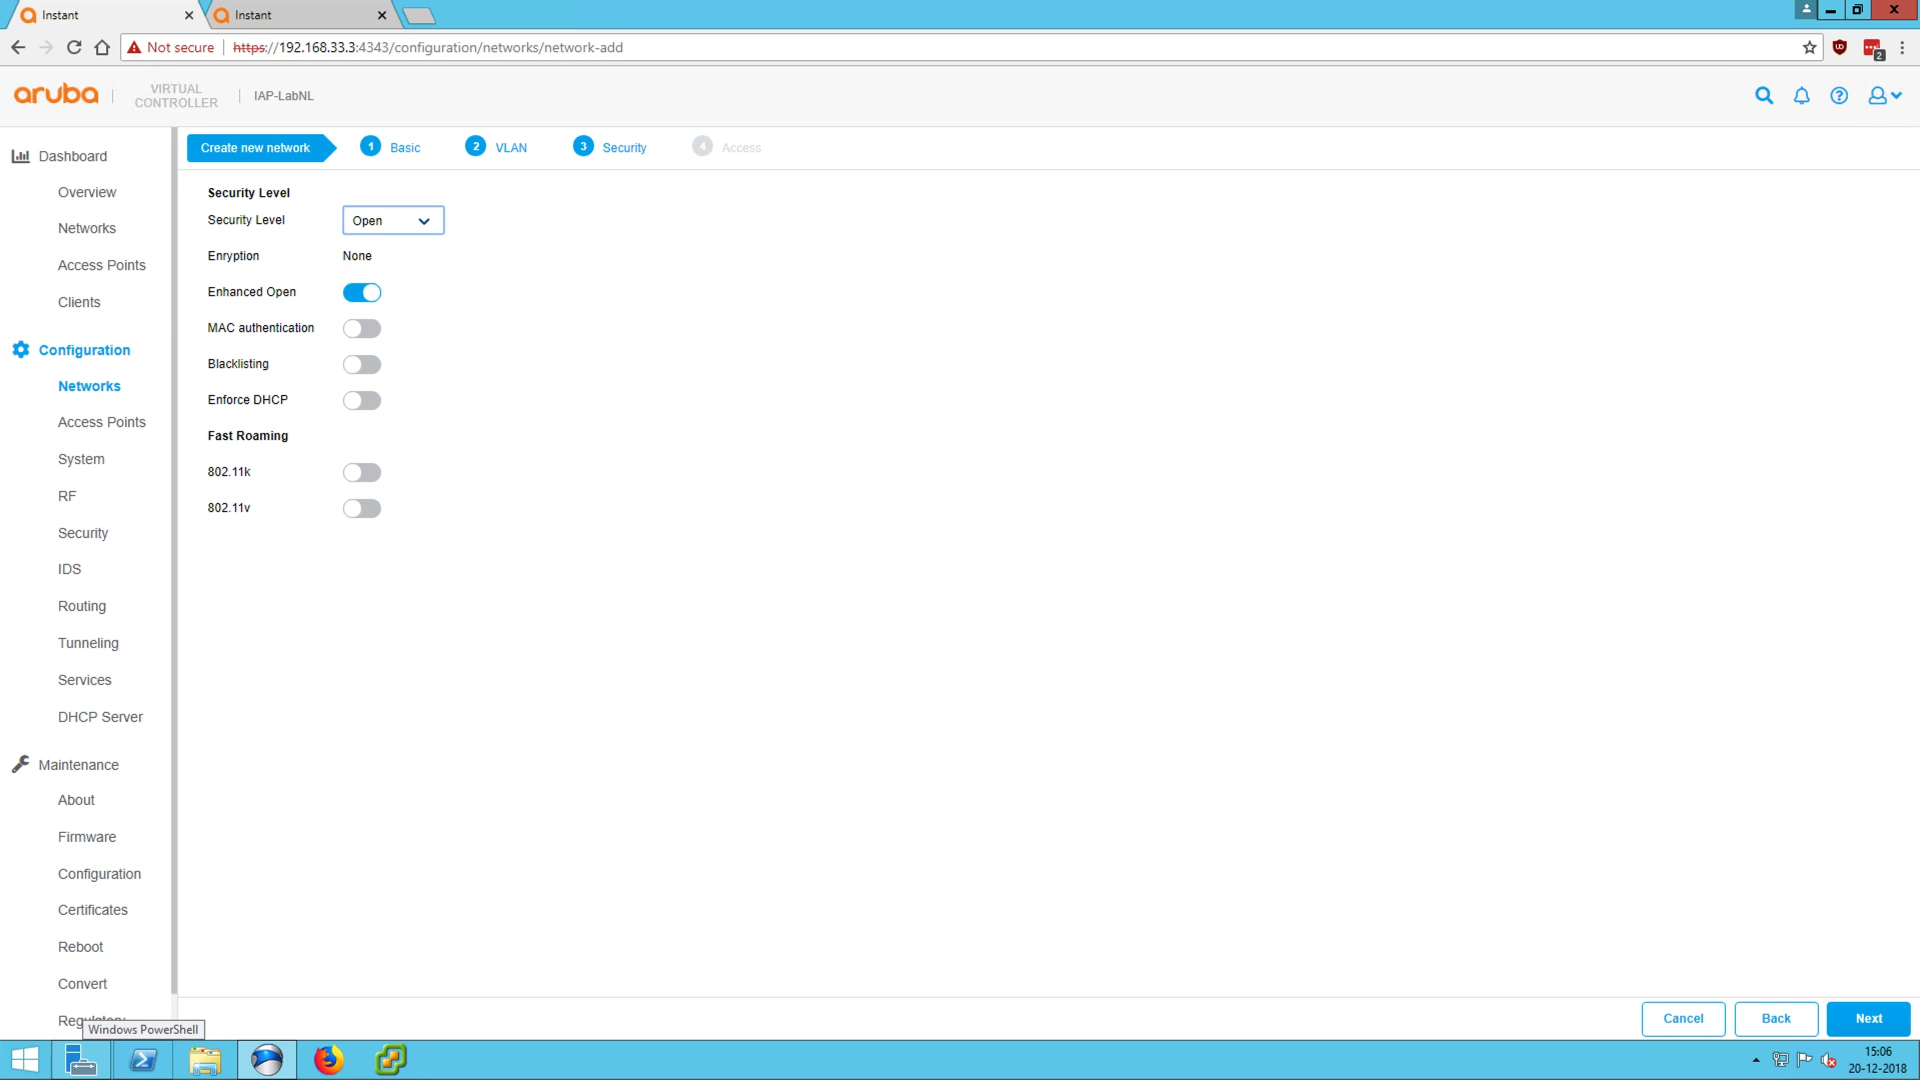 Instant
Instant
Not secure https://192.168.33.3:4343/configuration/networks/network-add
2
aruba VIRTUAL CONTROLLER IAP-LabNL
Create new network 1 Basic 2 VLAN 3 Security 4 Access
Dashboard
Overview
Networks
Access Points
Clients
Configuration
Networks
Access Points
System
RF
Security
IDS
Routing
Tunneling
Services
DHCP Server
Maintenance
About
Firmware
Configuration
Certificates
Reboot
Convert
Regulatory
Windows PowerShell
Security Level
Security Level Open
Enryption None
Enhanced Open
MAC authentication
Blacklisting
Enforce DHCP
Fast Roaming
802.11k
802.11v
Cancel Back Next
15:06
20-12-2018